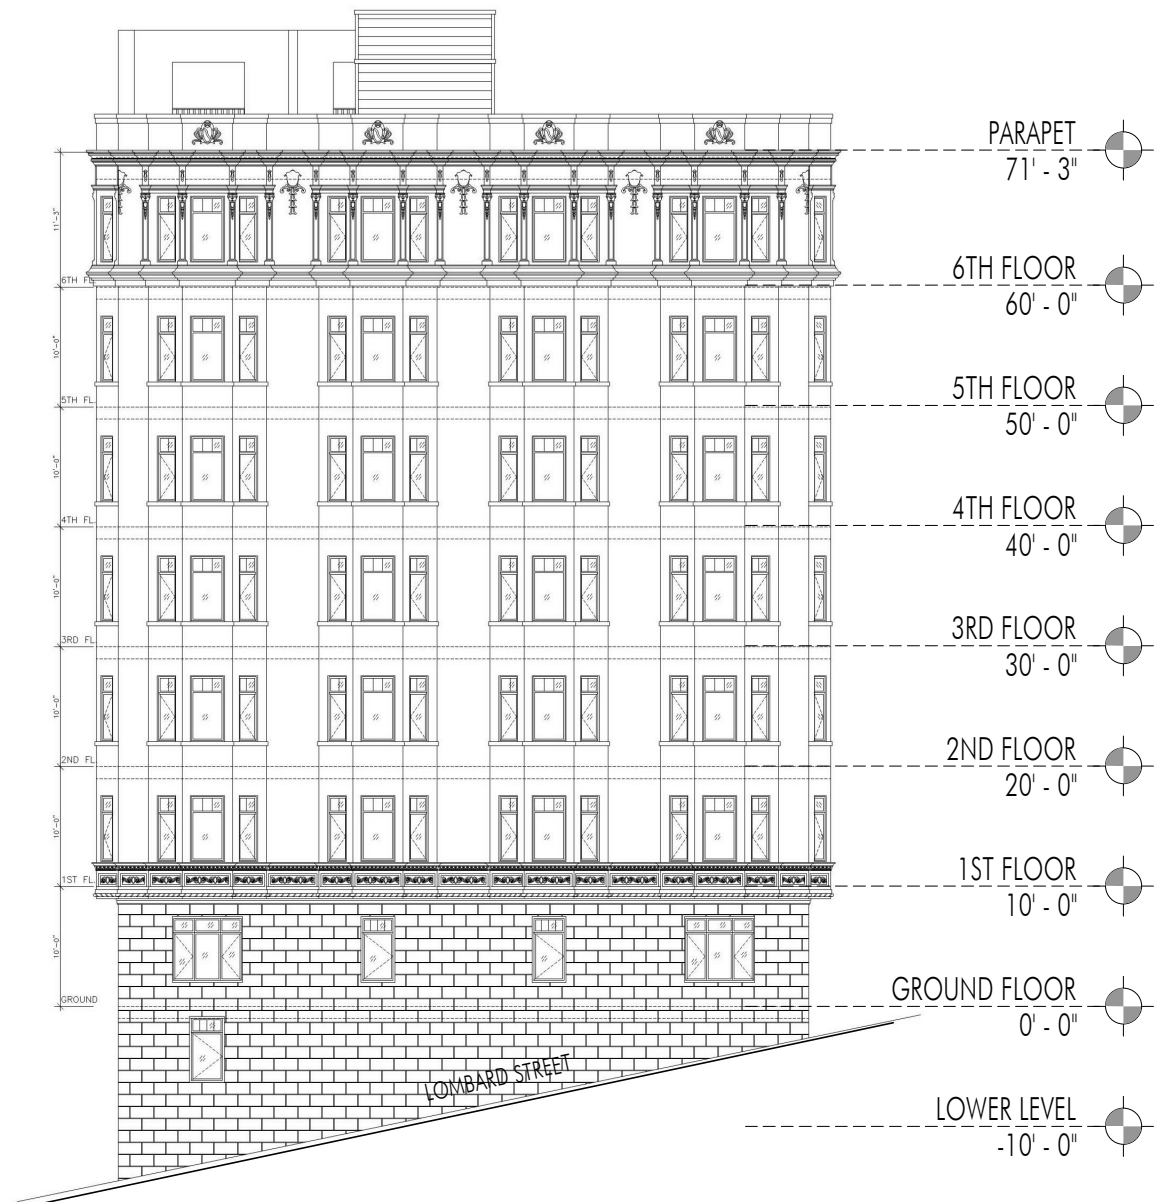 PARAPET
71' - 3"
11'-3"
6TH FL
6TH FLOOR
60' - 0"
10'-0"
5TH FL.
5TH FLOOR
50' - 0"
10'-0"
4TH FL.
4TH FLOOR
40' - 0"
10'-0"
3RD FL
3RD FLOOR
30' - 0"
10'-0"
2ND FL
2ND FLOOR
20' - 0"
10'-0"
1ST FL.
1ST FLOOR
10' - 0"
10'-0"
GROUND
GROUND FLOOR
0' - 0"
LOMBARD STREET
LOWER LEVEL
-10' - 0"